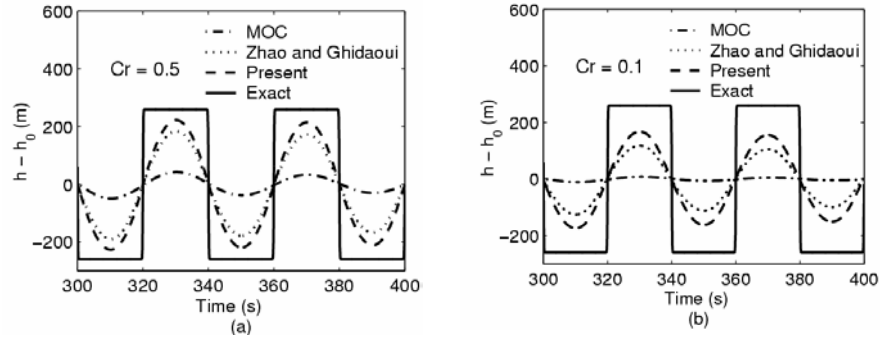 600
400
200
0
−200
h − h0 (m)
MOC
Zhao and Ghidaoui
Present
Exact
Cr = 0.5
300 320 340 360 380 400
Time (s)
(a)
600
400
200
0
−200
h − h0 (m)
MOC
Zhao and Ghidaoui
Present
Exact
Cr = 0.1
300 320 340 360 380 400
Time (s)
(b)